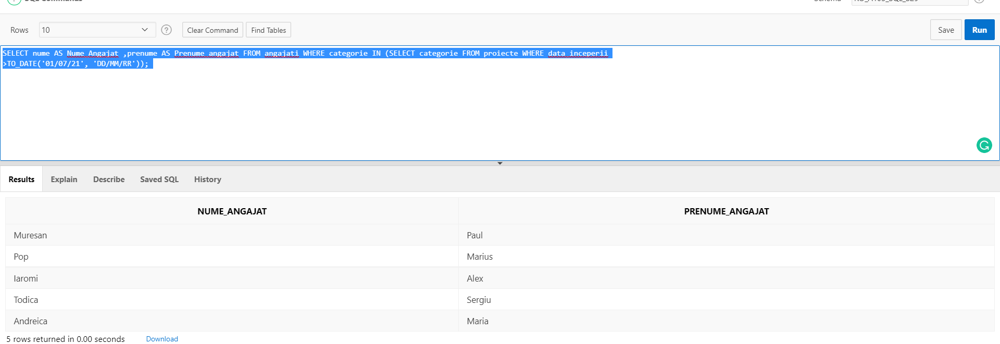 SQL Commands
Schema
Rows 10 ? Clear Command Find Tables Save Run
SELECT nume AS Nume_Angajat ,prenume AS Prenume_angajat FROM angajati WHERE categorie IN (SELECT categorie FROM proiecte WHERE data_inceperii
>TO_DATE('01/07/21', 'DD/MM/RR'));
Results Explain Describe Saved SQL History
NUME_ANGAJAT PRENUME_ANGAJAT
Muresan Paul
Pop Marius
Iaromi Alex
Todica Sergiu
Andreica Maria
5 rows returned in 0.00 seconds Download